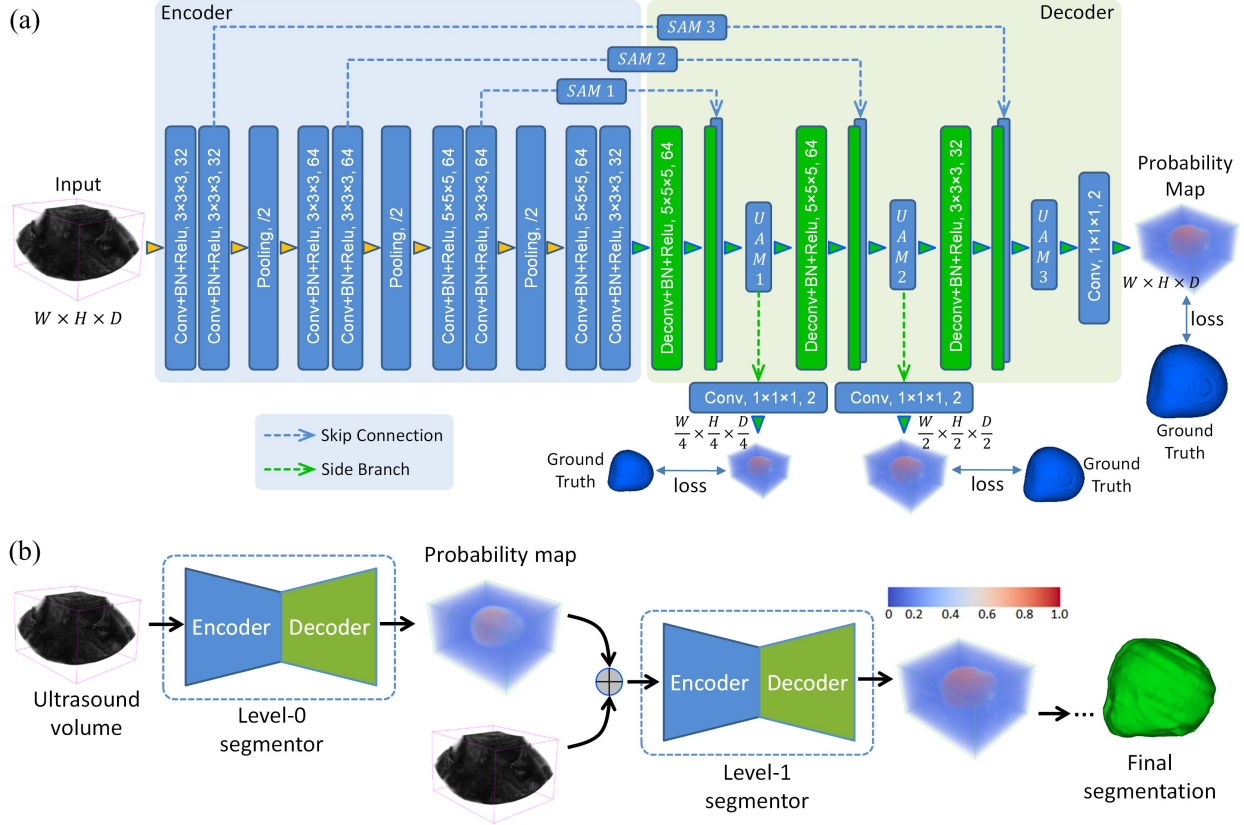 (a)
Encoder
Decoder
SAM 3
SAM 2
SAM 1
Input
W × H × D
Conv+BN+Relu, 3×3×3, 32
Conv+BN+Relu, 3×3×3, 32
Pooling, /2
Conv+BN+Relu, 3×3×3, 64
Conv+BN+Relu, 3×3×3, 64
Pooling, /2
Conv+BN+Relu, 5×5×5, 64
Conv+BN+Relu, 3×3×3, 64
Pooling, /2
Conv+BN+Relu, 5×5×5, 64
Conv+BN+Relu, 3×3×3, 32
Deconv+BN+Relu, 5×5×5, 64
UAM1
Deconv+BN+Relu, 5×5×5, 64
UAM2
Deconv+BN+Relu, 3×3×3, 32
UAM3
Conv, 1×1×1, 2
Probability
Map
W × H × D
loss
Ground
Truth
Conv, 1×1×1, 2
Conv, 1×1×1, 2
W/4 × H/4 × D/4
W/2 × H/2 × D/2
Skip Connection
Side Branch
Ground
Truth
loss
loss
Ground
Truth
(b)
Probability map
Encoder
Decoder
Ultrasound
volume
Level-0
segmentor
Encoder
Decoder
Level-1
segmentor
0 0.2 0.4 0.6 0.8 1.0
...
Final
segmentation